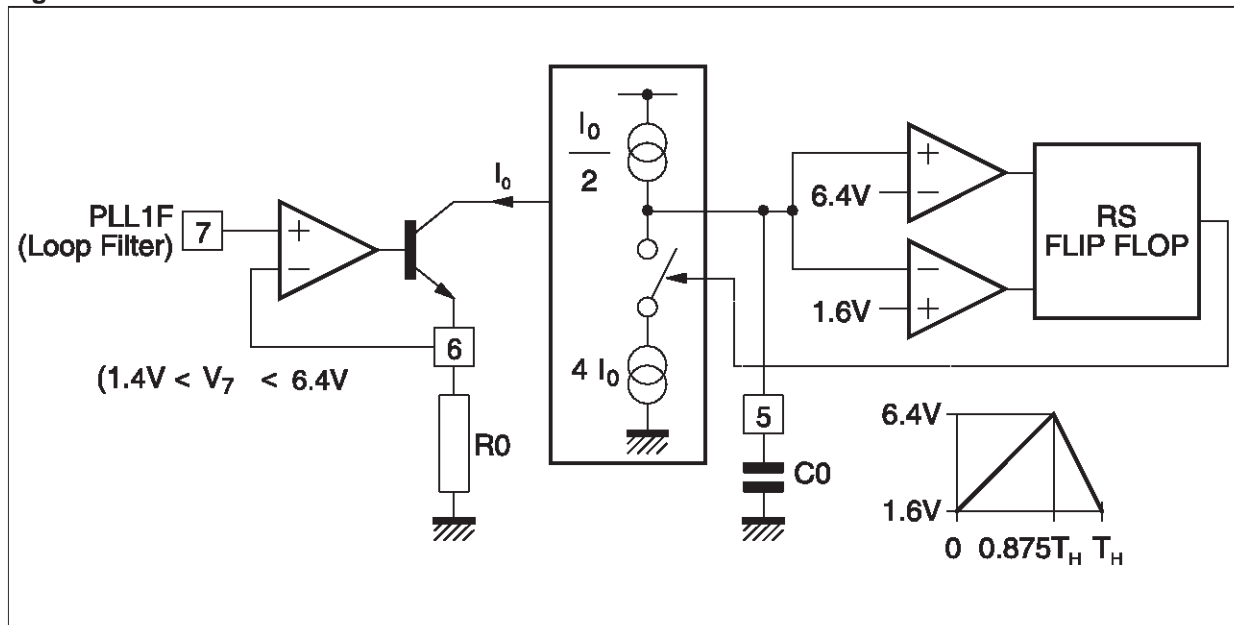 I0
2
I0
PLL1F
(Loop Filter)
7
+
−
6
(1.4V < V7 < 6.4V
R0
4 I0
5
C0
+
−
6.4V
−
+
1.6V
RS
FLIP FLOP
6.4V
1.6V
0 0.875TH TH